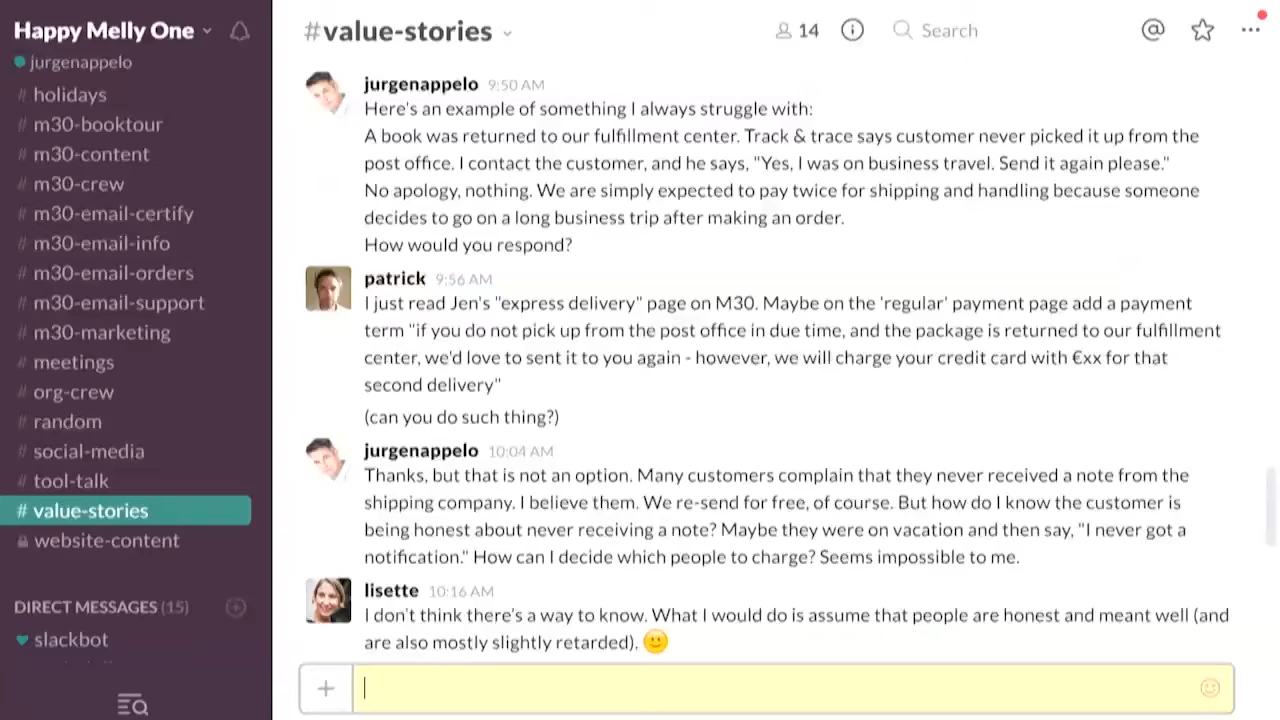 Happy Melly One
jurgenappelo
# holidays
# m30-booktour
# m30-content
# m30-crew
# m30-email-certify
# m30-email-info
# m30-email-orders
# m30-email-support
# m30-marketing
# meetings
# org-crew
# random
# social-media
# tool-talk
# value-stories
website-content
DIRECT MESSAGES (15)
slackbot
#value-stories
14
Search
jurgenappelo 9:50 AM
Here's an example of something I always struggle with:
A book was returned to our fulfillment center. Track & trace says customer never picked it up from the
post office. I contact the customer, and he says, "Yes, I was on business travel. Send it again please."
No apology, nothing. We are simply expected to pay twice for shipping and handling because someone
decides to go on a long business trip after making an order.
How would you respond?
patrick 9:56 AM
I just read Jen's "express delivery" page on M30. Maybe on the 'regular' payment page add a payment
term "if you do not pick up from the post office in due time, and the package is returned to our fulfillment
center, we'd love to sent it to you again - however, we will charge your credit card with €xx for that
second delivery"
(can you do such thing?)
jurgenappelo 10:04 AM
Thanks, but that is not an option. Many customers complain that they never received a note from the
shipping company. I believe them. We re-send for free, of course. But how do I know the customer is
being honest about never receiving a note? Maybe they were on vacation and then say, "I never got a
notification." How can I decide which people to charge? Seems impossible to me.
lisette 10:16 AM
I don't think there's a way to know. What I would do is assume that people are honest and meant well (and
are also mostly slightly retarded). 🙂